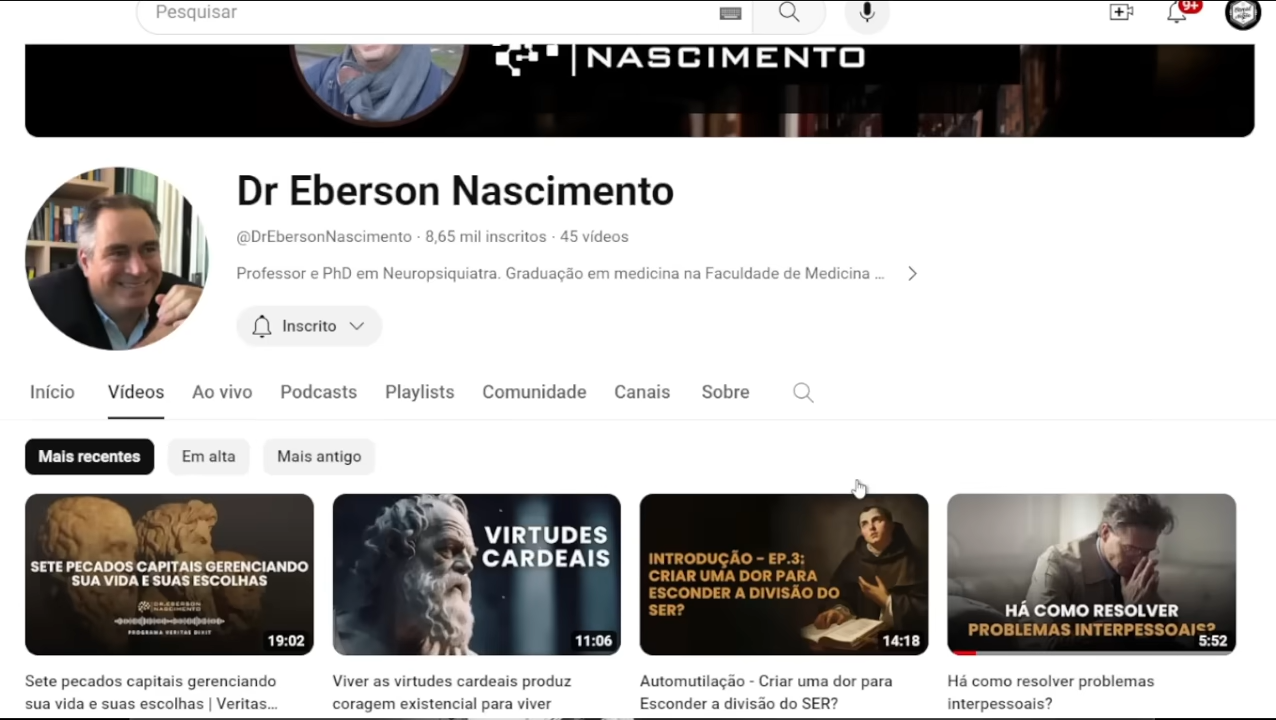 Pesquisar
9+
NASCIMENTO
Dr Eberson Nascimento
@DrEbersonNascimento · 8,65 mil inscritos · 45 vídeos
Professor e PhD em Neuropsiquiatra. Graduação em medicina na Faculdade de Medicina ...
Inscrito
Início Vídeos Ao vivo Podcasts Playlists Comunidade Canais Sobre
Mais recentes Em alta Mais antigo
SETE PECADOS CAPITAIS GERENCIANDO
SUA VIDA E SUAS ESCOLHAS
DR. EBERSON
NASCIMENTO
PROGRAMA VERITAS DIXIT
19:02
VIRTUDES
CARDEAIS
11:06
INTRODUÇÃO - EP.3:
CRIAR UMA DOR PARA
ESCONDER A DIVISÃO DO
SER?
14:18
HÁ COMO RESOLVER
PROBLEMAS INTERPESSOAIS?
5:52
Sete pecados capitais gerenciando
sua vida e suas escolhas | Veritas...
Viver as virtudes cardeais produz
coragem existencial para viver
Automutilação - Criar uma dor para
Esconder a divisão do SER?
Há como resolver problemas
interpessoais?